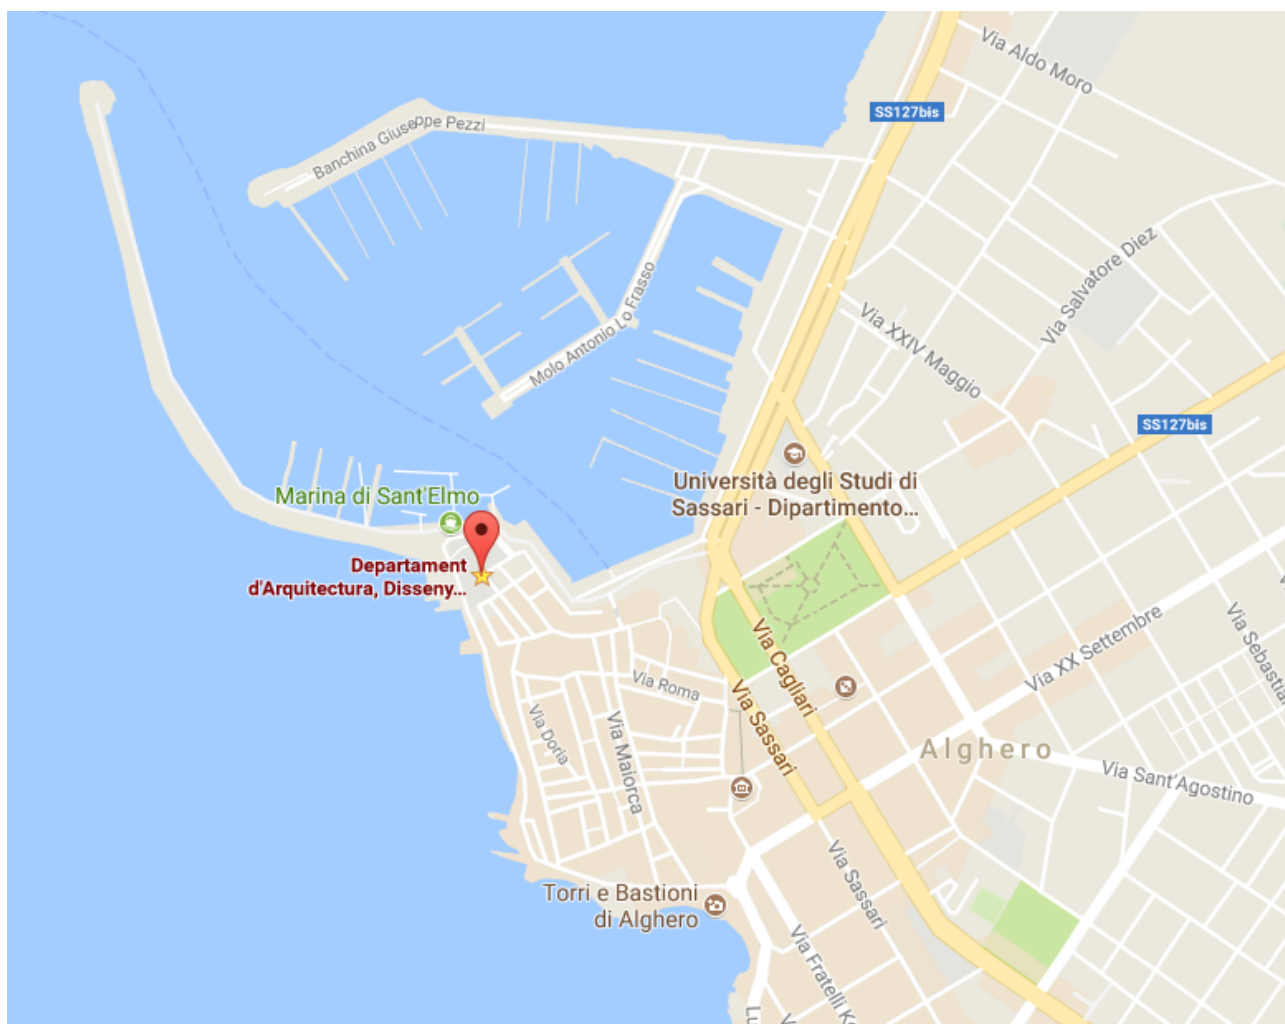 Via Aldo Moro
SS127bis
Banchina Giuseppe Pezzi
Via Salvatore Diez
Molo Antonio Lo Frasso
Via XXIV Maggio
SS127bis
Università degli Studi di
Sassari - Dipartimento...
Marina di Sant'Elmo
Departament
d'Arquitectura, Disseny...
Via XX Settembre
Via Sebastian
Via Cagliari
Via Roma
Via Sassari
Via Doria
Via Maiorca
Alghero
Via Sant'Agostino
Via Sassari
Torri e Bastioni
di Alghero
Via Fratelli K
Lu